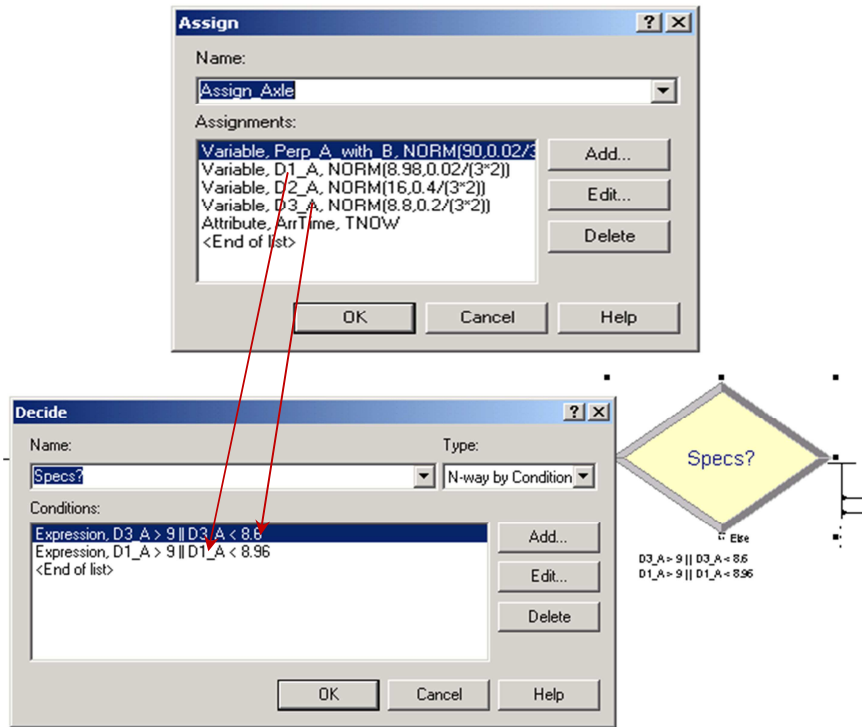 Assign
Name:
Assign_Axle
Assignments:
Variable, Perp_A_with_B, NORM(90,0.02/3
Variable, D1_A, NORM(8.98,0.02/(3*2))
Variable, D2_A, NORM(16,0.4/(3*2))
Variable, D3_A, NORM(8.8,0.2/(3*2))
Attribute, ArrTime, TNOW
<End of list>
Add...
Edit...
Delete
OK Cancel Help
Decide
Name: Type:
Specs? N-way by Condition
Conditions:
Expression, D3_A > 9 || D3_A < 8.6
Expression, D1_A > 9 || D1_A < 8.96
<End of list>
Add...
Edit...
Delete
OK Cancel Help
Specs?
Else
D3_A > 9 || D3_A < 8.6
D1_A > 9 || D1_A < 8.96